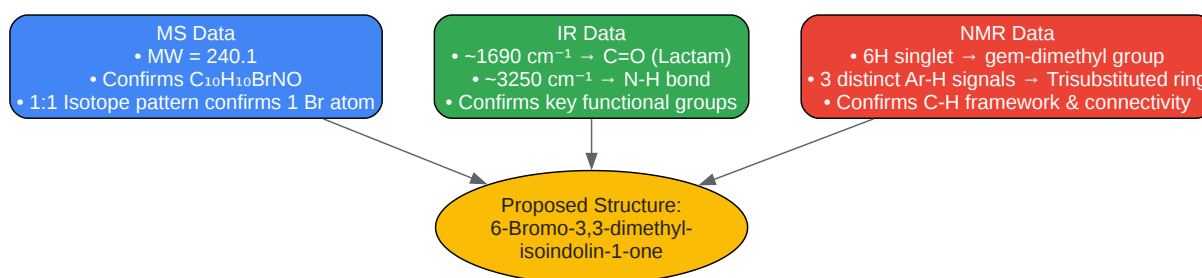 MS Data
• MW = 240.1
• Confirms C₁₀H₁₀BrNO
• 1:1 Isotope pattern confirms 1 Br atom
IR Data
• ~1690 cm⁻¹ → C=O (Lactam)
• ~3250 cm⁻¹ → N-H bond
• Confirms key functional groups
NMR Data
• 6H singlet → gem-dimethyl group
• 3 distinct Ar-H signals → Trisubstituted ring
• Confirms C-H framework & connectivity
Proposed Structure:
6-Bromo-3,3-dimethyl-
isoindolin-1-one